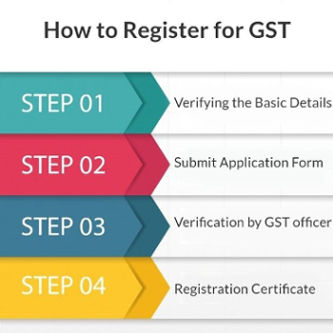 How to Register for GST
STEP 01
Verifying the Basic Details
STEP 02
Submit Application Form
STEP 03
Verification by GST officer
STEP 04
Registration Certificate